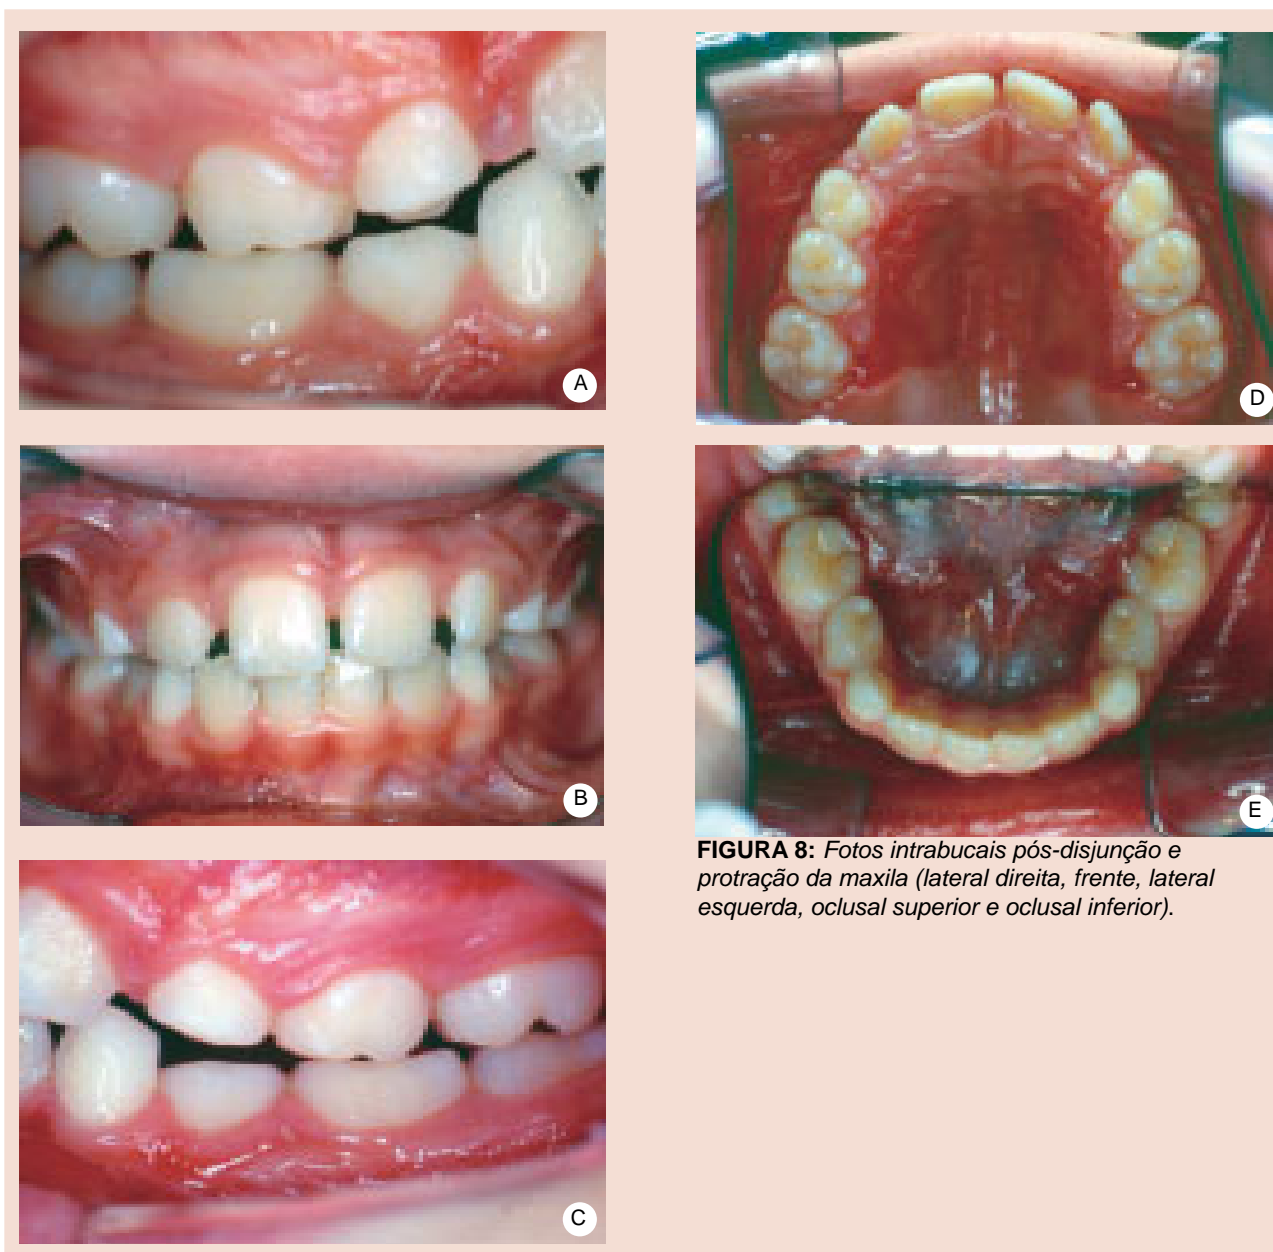 A
B
C
D
E
FIGURA 8: Fotos intrabucais pós-disjunção e
protração da maxila (lateral direita, frente, lateral
esquerda, oclusal superior e oclusal inferior).